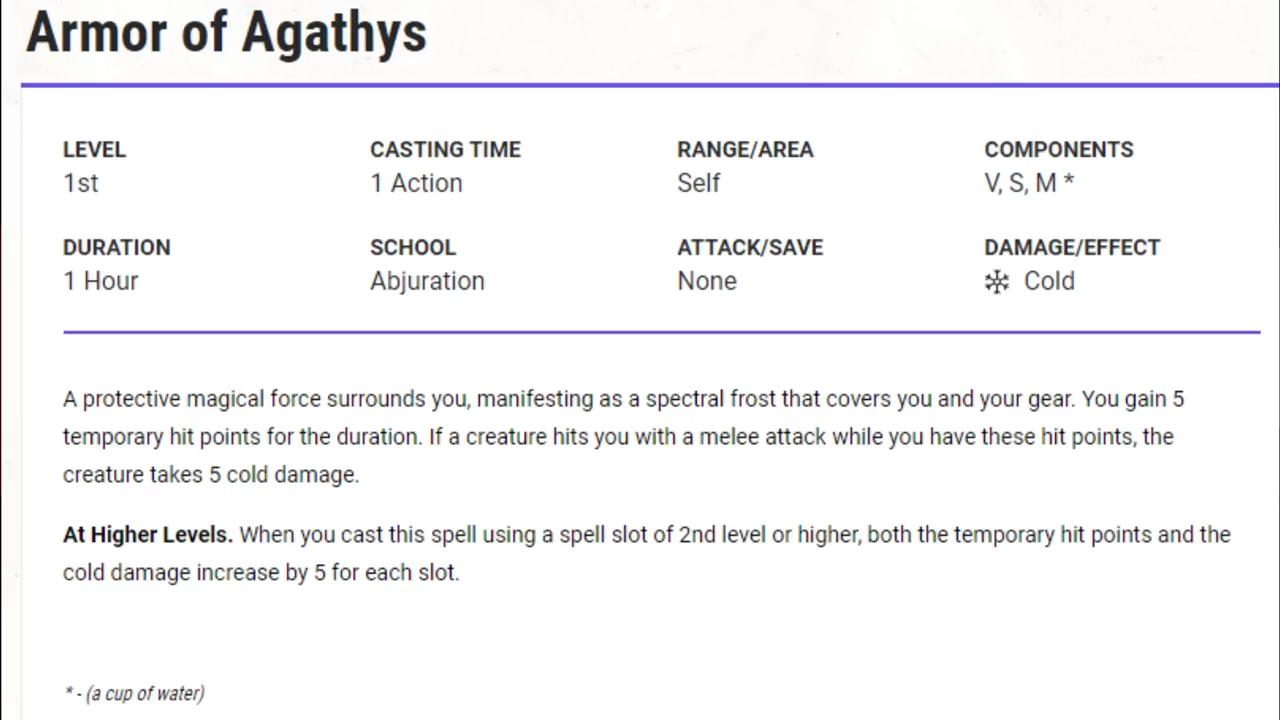 Armor of Agathys
LEVEL CASTING TIME RANGE/AREA COMPONENTS
1st 1 Action Self V, S, M *
DURATION SCHOOL ATTACK/SAVE DAMAGE/EFFECT
1 Hour Abjuration None Cold
A protective magical force surrounds you, manifesting as a spectral frost that covers you and your gear. You gain 5
temporary hit points for the duration. If a creature hits you with a melee attack while you have these hit points, the
creature takes 5 cold damage.
At Higher Levels. When you cast this spell using a spell slot of 2nd level or higher, both the temporary hit points and the
cold damage increase by 5 for each slot.
* - (a cup of water)